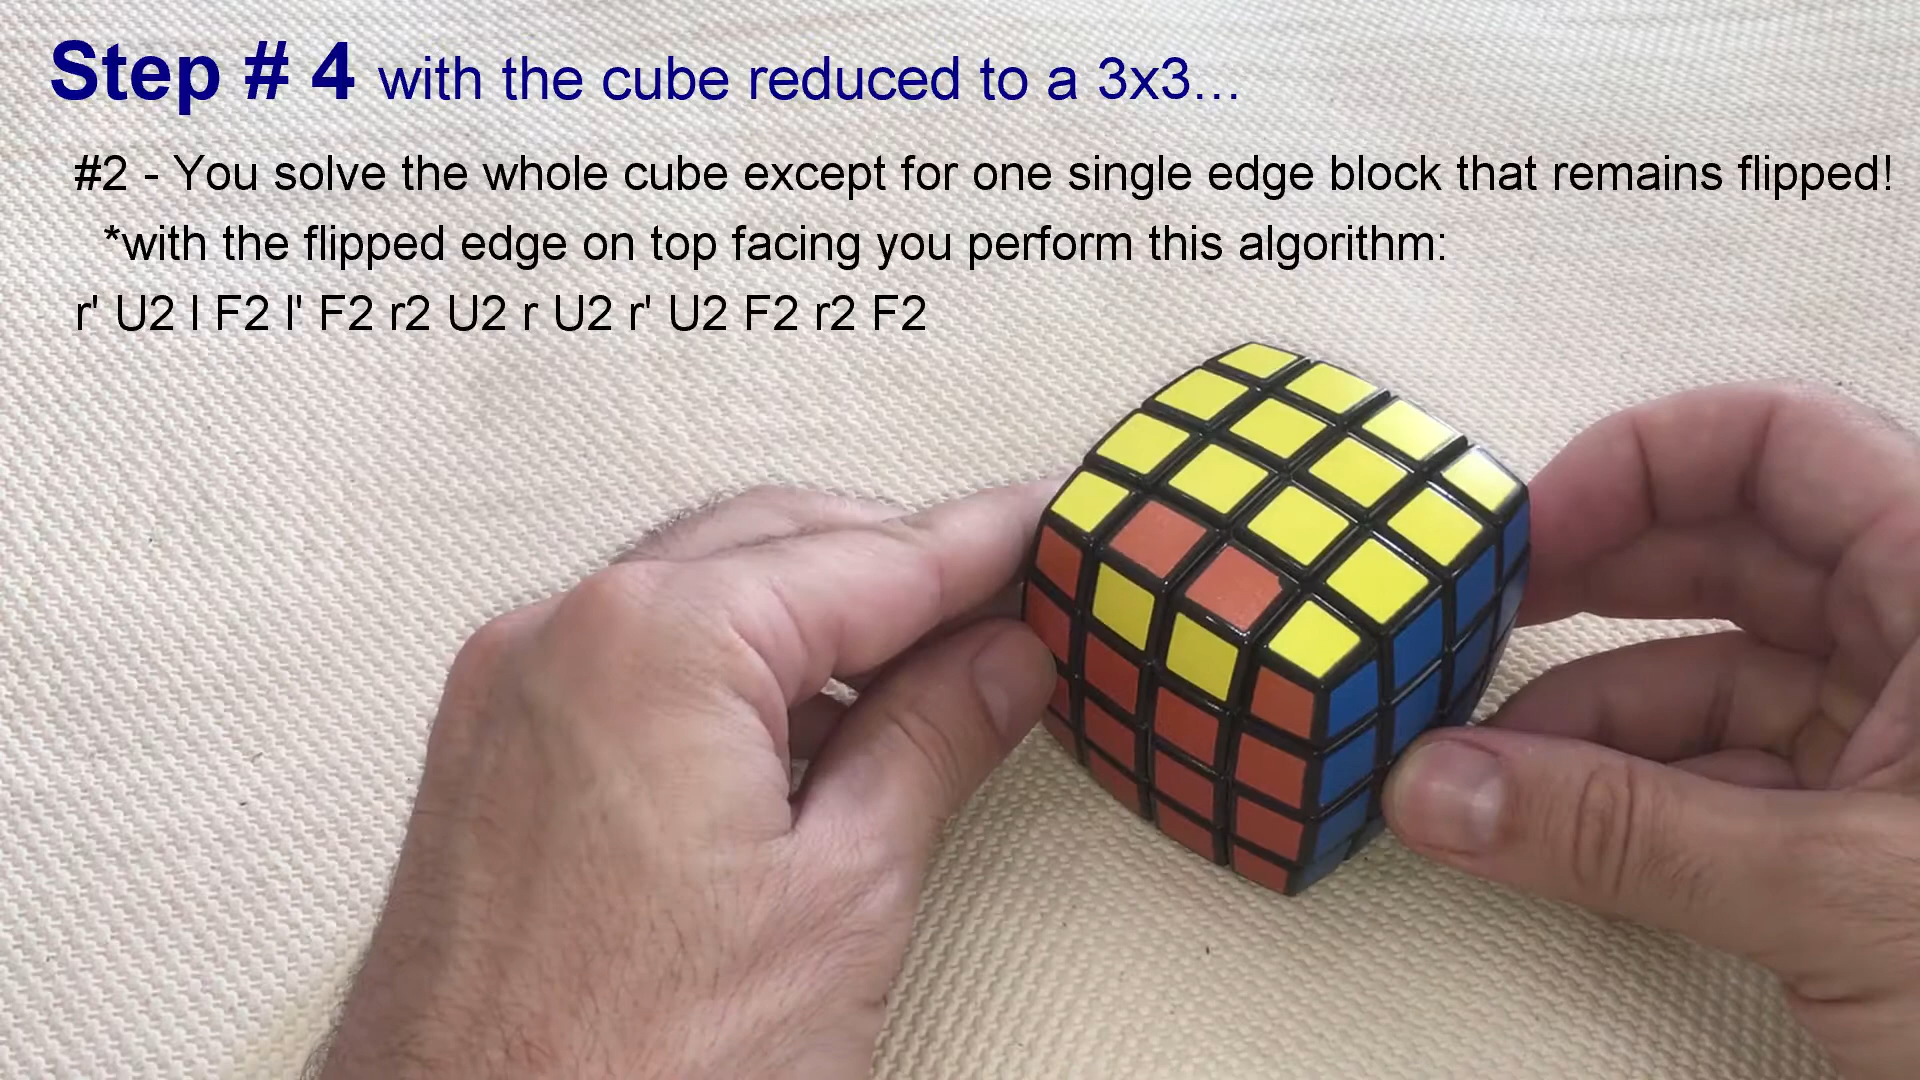 Step # 4 with the cube reduced to a 3x3...
#2 - You solve the whole cube except for one single edge block that remains flipped!
*with the flipped edge on top facing you perform this algorithm:
r' U2 l F2 l' F2 r2 U2 r U2 r' U2 F2 r2 F2